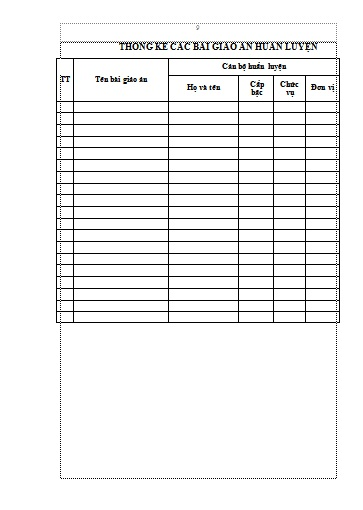 THỐNG KÊ CÁC BÀI GIÁO ÁN HUẤN LUYỆN
TT
Tên bài giáo án
Cán bộ huấn luyện
Họ và tên
Cấp bậc
Chức vụ
Đơn vị